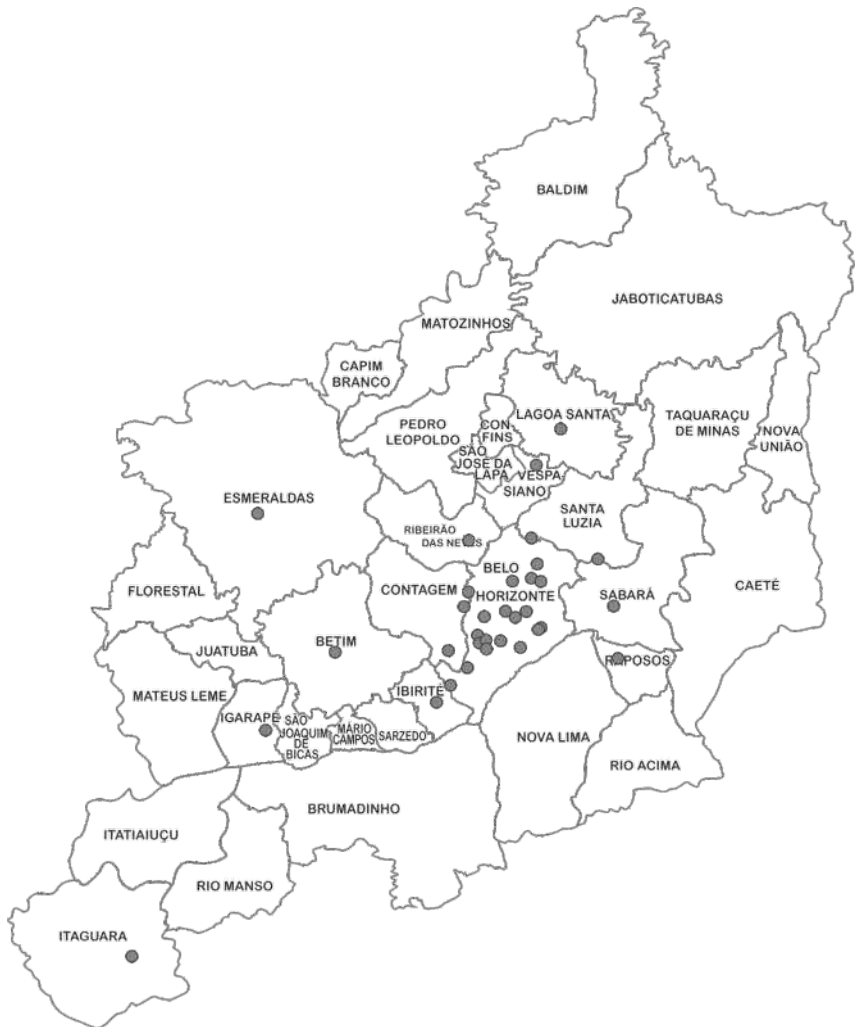 BALDIM
JABOTICATUBAS
MATOZINHOS
CAPIM
BRANCO
LAGOA SANTA
TAQUARAÇU
DE MINAS
NOVA
UNIÃO
PEDRO
LEOPOLDO
CON-
FINS
SÃO
JOSÉ DA
LAPA
VESPA-
SIANO
ESMERALDAS
SANTA
LUZIA
RIBEIRÃO
DAS NEVES
BELO
HORIZONTE
CONTAGEM
SABARÁ
CAETÉ
FLORESTAL
JUATUBA
BETIM
RAPOSOS
MATEUS LEME
IBIRITÉ
IGARAPÉ
SÃO
JOAQUIM
DE
BICAS
MÁRIO
CAMPOS
SARZEDO
NOVA LIMA
RIO ACIMA
BRUMADINHO
ITATIAIUÇU
RIO MANSO
ITAGUARA